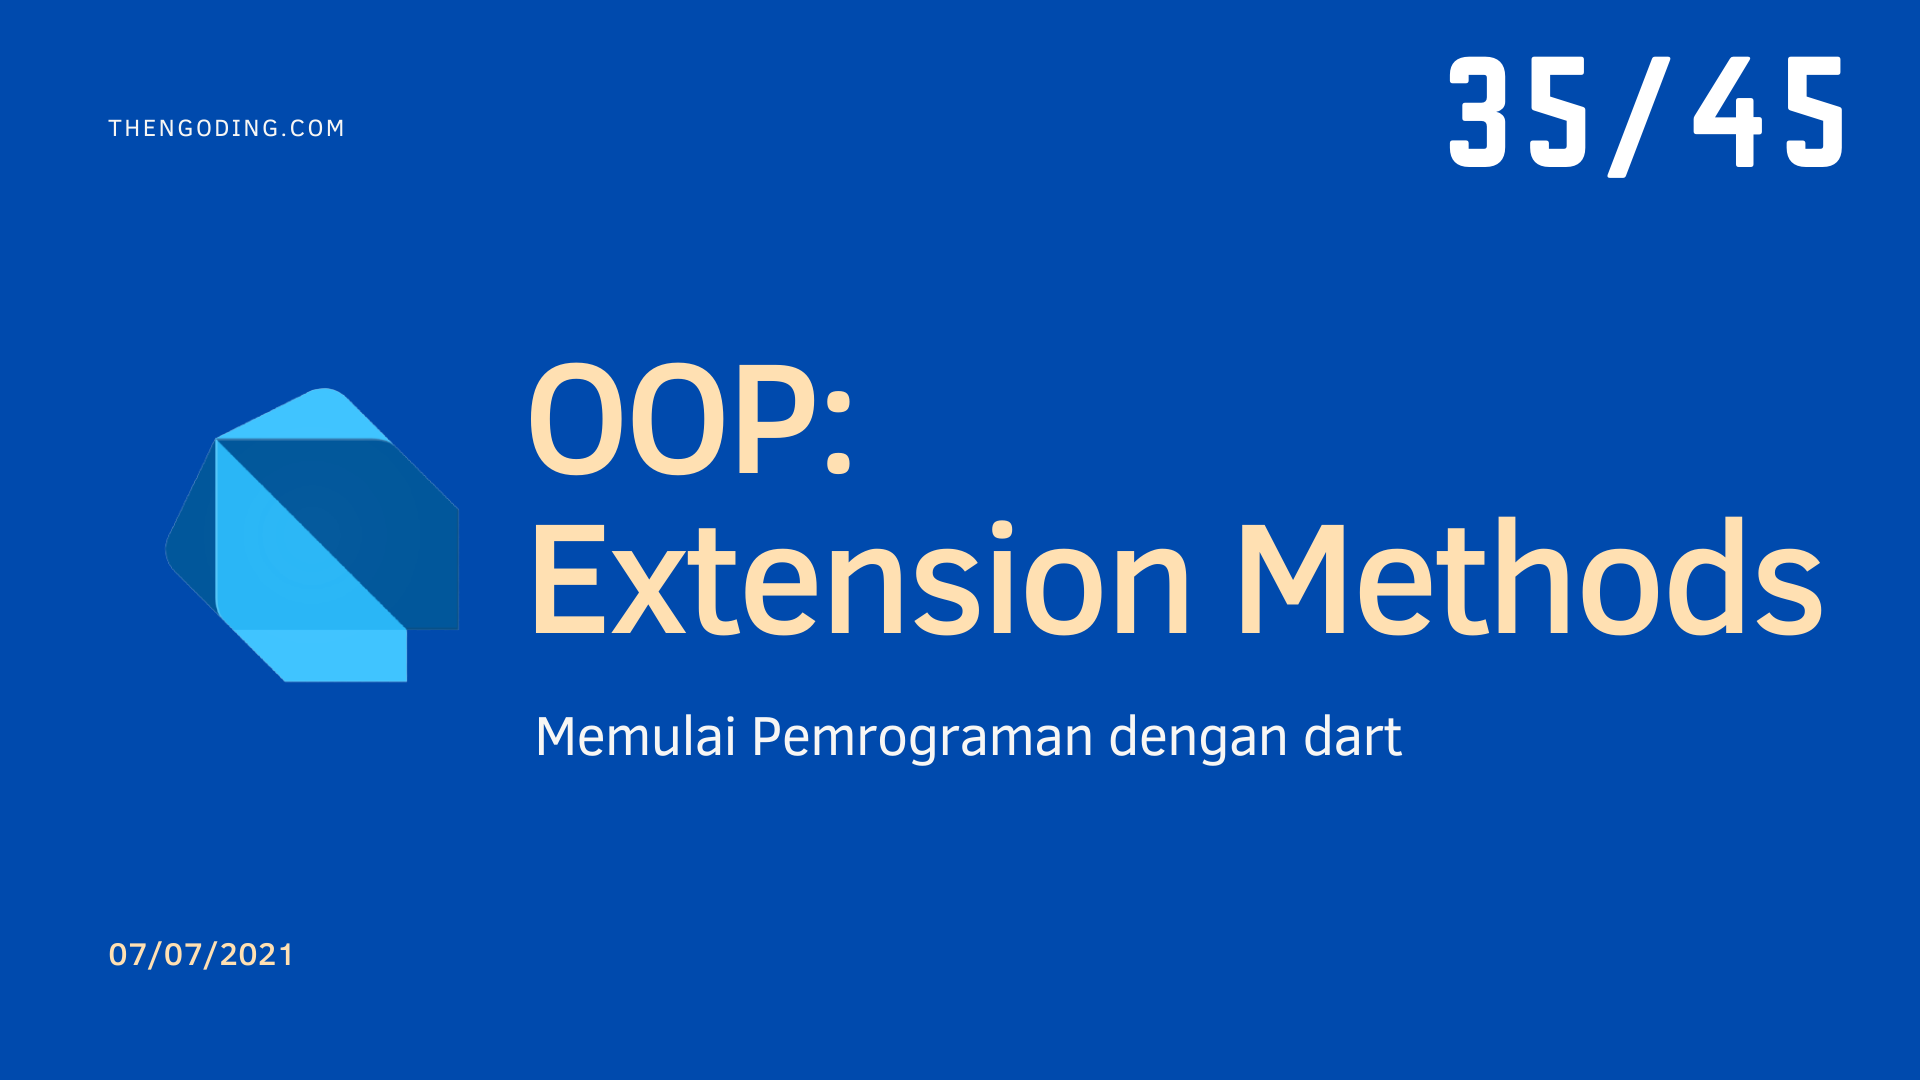 THENGODING.COM
35/45
OOP:
Extension Methods
Memulai Pemrograman dengan dart
07/07/2021